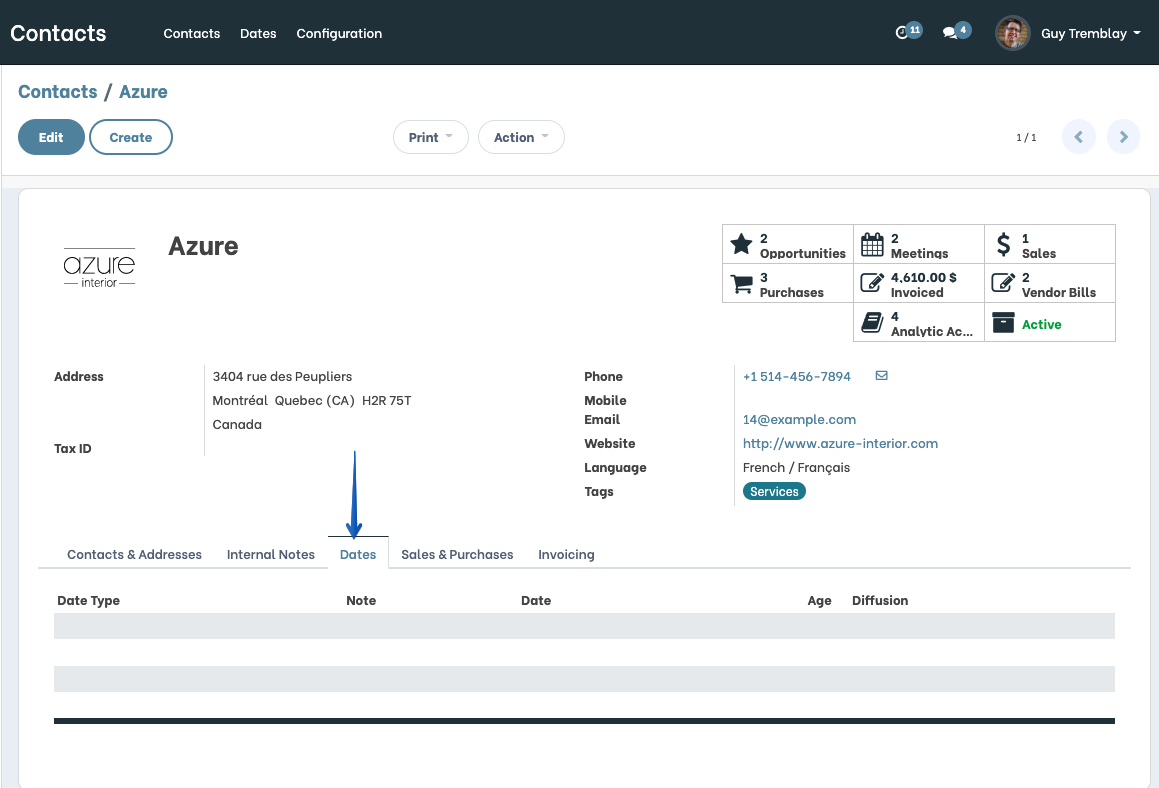 Contacts Contacts Dates Configuration 11 4 Guy Tremblay
Contacts / Azure
Edit Create Print Action 1 / 1
azure
interior
Azure
2
Opportunities
2
Meetings
1
Sales
3
Purchases
4,610.00 $
Invoiced
2
Vendor Bills
4
Analytic Ac...
Active
Address
3404 rue des Peupliers
Montréal Quebec (CA) H2R 75T
Canada
Tax ID
Phone +1 514-456-7894
Mobile
Email 14@example.com
Website http://www.azure-interior.com
Language French / Français
Tags Services
Contacts & Addresses Internal Notes Dates Sales & Purchases Invoicing
Date Type Note Date Age Diffusion